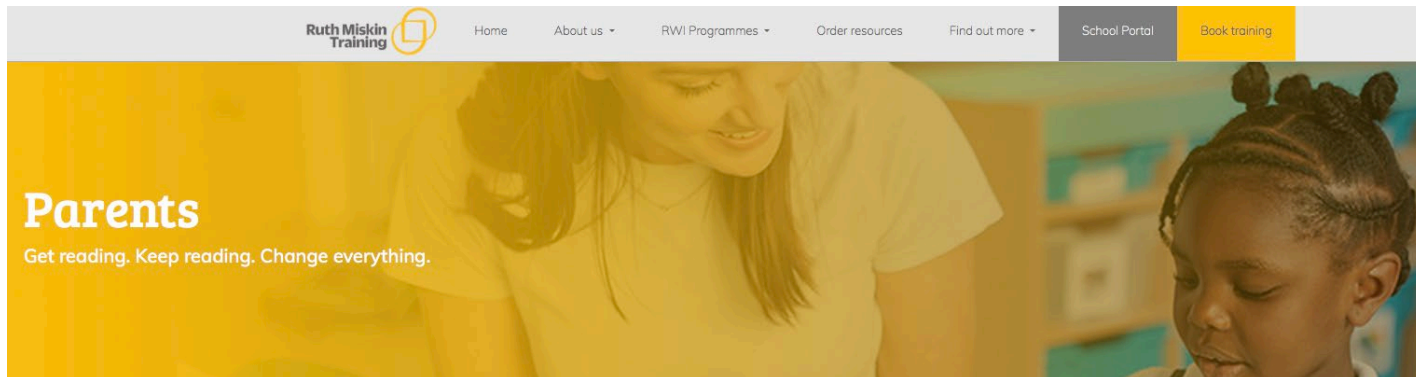 Ruth Miskin
Training
Home
About us
RWI Programmes
Order resources
Find out more
School Portal
Book training
Parents
Get reading. Keep reading. Change everything.